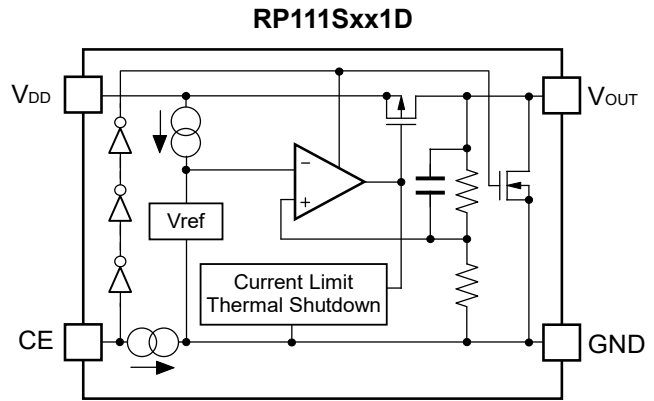 RP111Sxx1D
VDD
VOUT
−
+
Vref
Current Limit
Thermal Shutdown
CE
GND